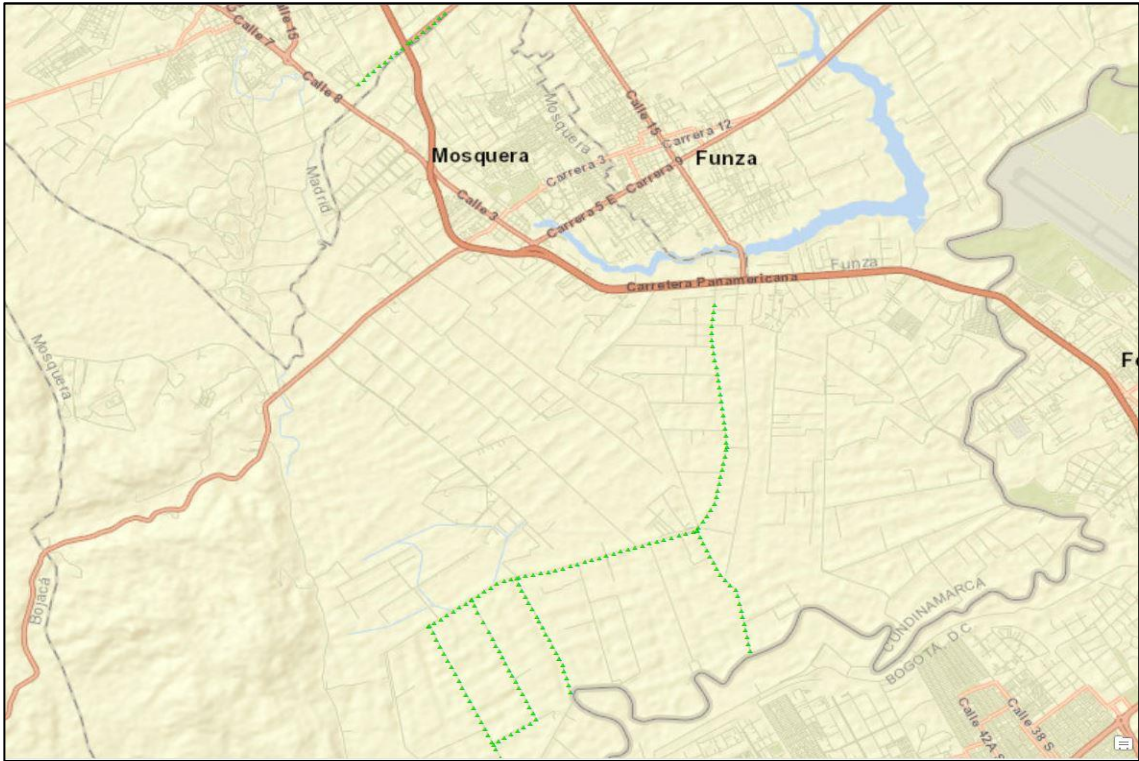 Calle 15
Calle 7
Calle 8
Mosquera
Calle 15
Carrera 12
Mosquera
Funza
Carrera 3
Carrera 9
Madrid
Calle 3
Carrera 5 E
Funza
Carretera Panamericana
Mosquera
Bojacá
CUNDINAMARCA
BOGOTÁ, D.C
Calle 38 S
Calle 42A S